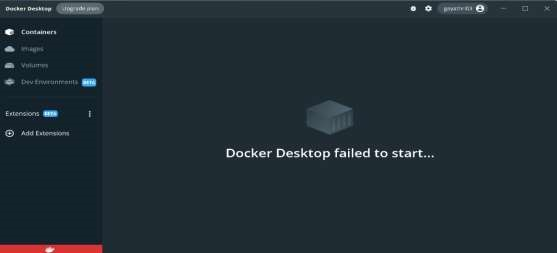 Docker Desktop Upgrade plan
Containers
Images
Volumes
Dev Environments BETA
Extensions BETA
Add Extensions
Docker Desktop failed to start...